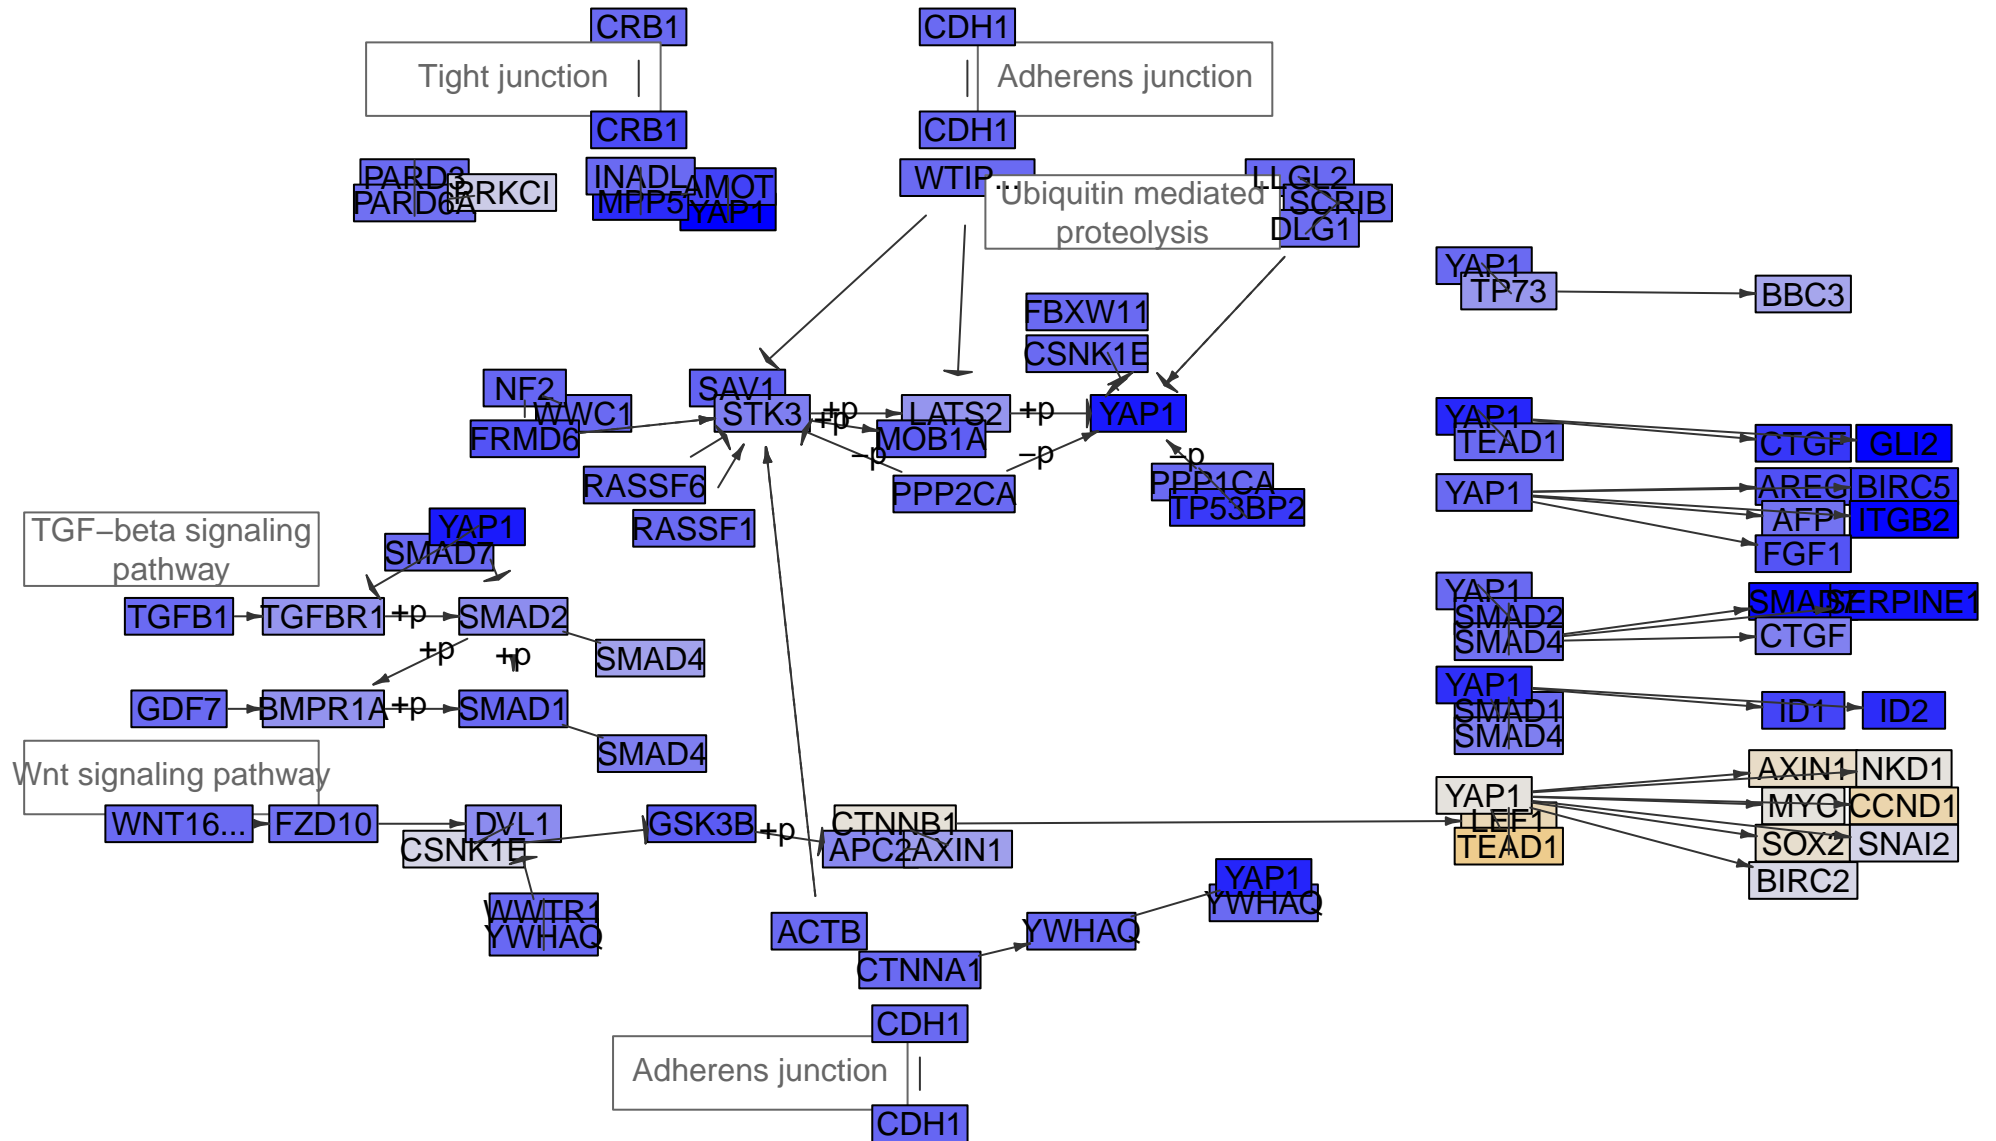 CRB1
CDH1
Tight junction
Adherens junction
CRB1
CDH1
PARD3
PRKCI
PARD6A
INADL
AMOT
MPP5
YAP1
WTIP...
LLGL2
SCRIB
DLG1
Ubiquitin mediated
proteolysis
YAP1
TP73
BBC3
FBXW11
CSNK1E
NF2
WWC1
FRMD6
SAV1
STK3
+p
+p
LATS2
+p
MOB1A
YAP1
−p
−p
−p
RASSF6
RASSF1
PPP2CA
PPP1CA
TP53BP2
YAP1
TEAD1
CTGF
GLI2
YAP1
AREG
BIRC5
AFP
ITGB2
FGF1
TGF−beta signaling
pathway
YAP1
SMAD7
TGFB1
TGFBR1
+p
SMAD2
+p
+p
SMAD4
GDF7
BMPR1A
+p
SMAD1
SMAD4
YAP1
SMAD2
SMAD4
SMAD7
SERPINE1
CTGF
YAP1
SMAD1
SMAD4
ID1
ID2
Wnt signaling pathway
WNT16...
FZD10
DVL1
CSNK1E
GSK3B
+p
CTNNB1
APC2
AXIN1
YAP1
LEF1
TEAD1
AXIN1
NKD1
MYC
CCND1
SOX2
SNAI2
BIRC2
WWTR1
YWHAQ
ACTB
CTNNA1
YWHAQ
YAP1
YWHAQ
CDH1
Adherens junction
CDH1